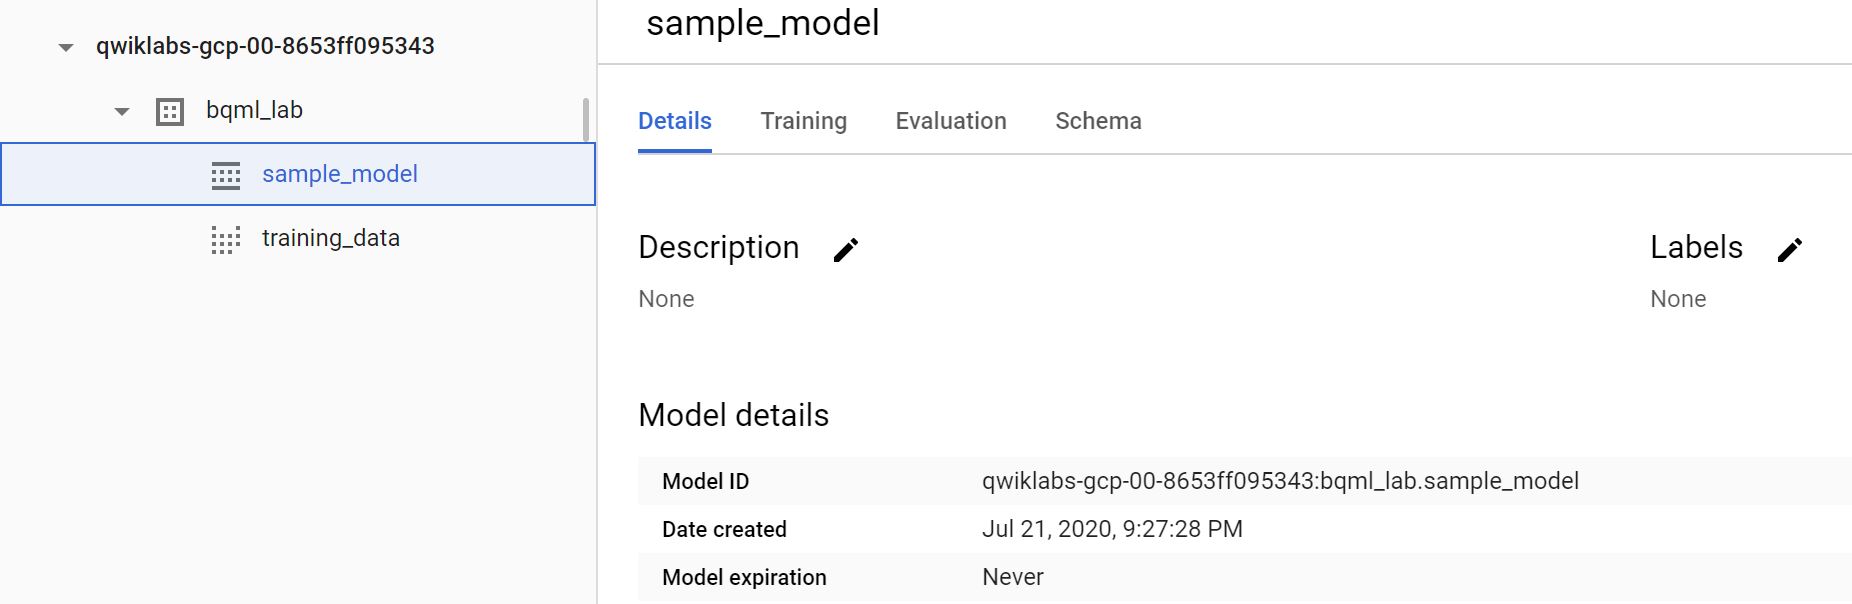 qwiklabs-gcp-00-8653ff095343
bqml_lab
sample_model
training_data
sample_model
Details Training Evaluation Schema
Description
None
Labels
None
Model details
Model ID qwiklabs-gcp-00-8653ff095343:bqml_lab.sample_model
Date created Jul 21, 2020, 9:27:28 PM
Model expiration Never